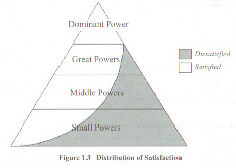 Dominant Power
Great Powers
Dissatisfied
Satisfied
Middle Powers
Small Powers
Figure 1.3 Distribution of Satisfaction